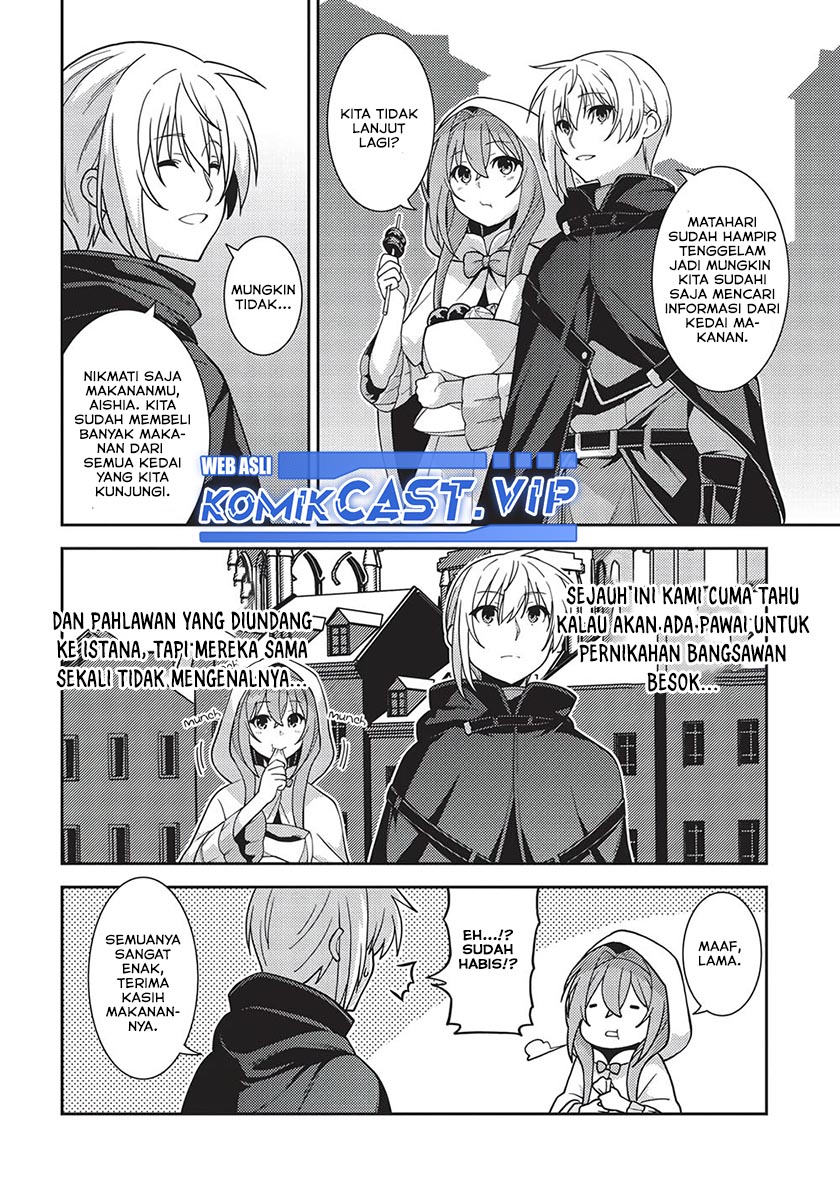 KITA TIDAK
LANJUT
LAGI?
MATAHARI
SUDAH HAMPIR
TENGGELAM
JADI MUNGKIN
KITA SUDAHI
SAJA MENCARI
INFORMASI DARI
KEDAI MA-
KANAN.
MUNGKIN
TIDAK...
NIKMATI SAJA
MAKANANMU,
AISHIA. KITA
SUDAH MEMBELI
BANYAK MAKA-
NAN DARI
SEMUA KEDAI
YANG KITA
KUNJUNGI.
WEB ASLI
KOMIKCAST.VIP
SEJAUH INI KAMI CUMA TAHU
KALAU AKAN ADA PAWAI UNTUK
PERNIKAHAN BANGSAWAN
BESOK...
DAN PAHLAWAN YANG DIUNDANG
KE ISTANA, TAPI MEREKA SAMA
SEKALI TIDAK MENGENALNYA...
munch
munch
MAAF,
LAMA.
EH...!?
SUDAH
HABIS!?
SEMUANYA
SANGAT
ENAK,
TERIMA
KASIH
MAKANAN-
NYA.